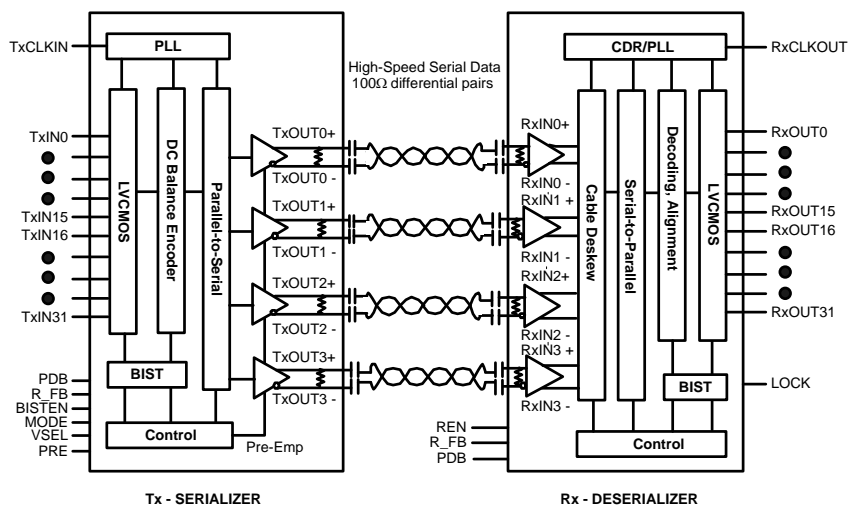 TxCLKIN
PLL
CDR/PLL
RxCLKOUT
High-Speed Serial Data
100Ω differential pairs
TxIN0
TxIN15
TxIN16
TxIN31
LVCMOS
DC Balance Encoder
Parallel-to-Serial
TxOUT0+
TxOUT0 -
TxOUT1+
TxOUT1 -
TxOUT2+
TxOUT2 -
TxOUT3+
TxOUT3 -
BIST
Control
Pre-Emp
PDB
R_FB
BISTEN
MODE
VSEL
PRE
RxIN0+
RxIN0 -
RxIN1 +
RxIN1 -
RxIN2+
RxIN2 -
RxIN3 +
RxIN3 -
Cable Deskew
Serial-to-Parallel
Decoding, Alignment
LVCMOS
RxOUT0
RxOUT15
RxOUT16
RxOUT31
BIST
LOCK
Control
REN
R_FB
PDB
Tx - SERIALIZER
Rx - DESERIALIZER